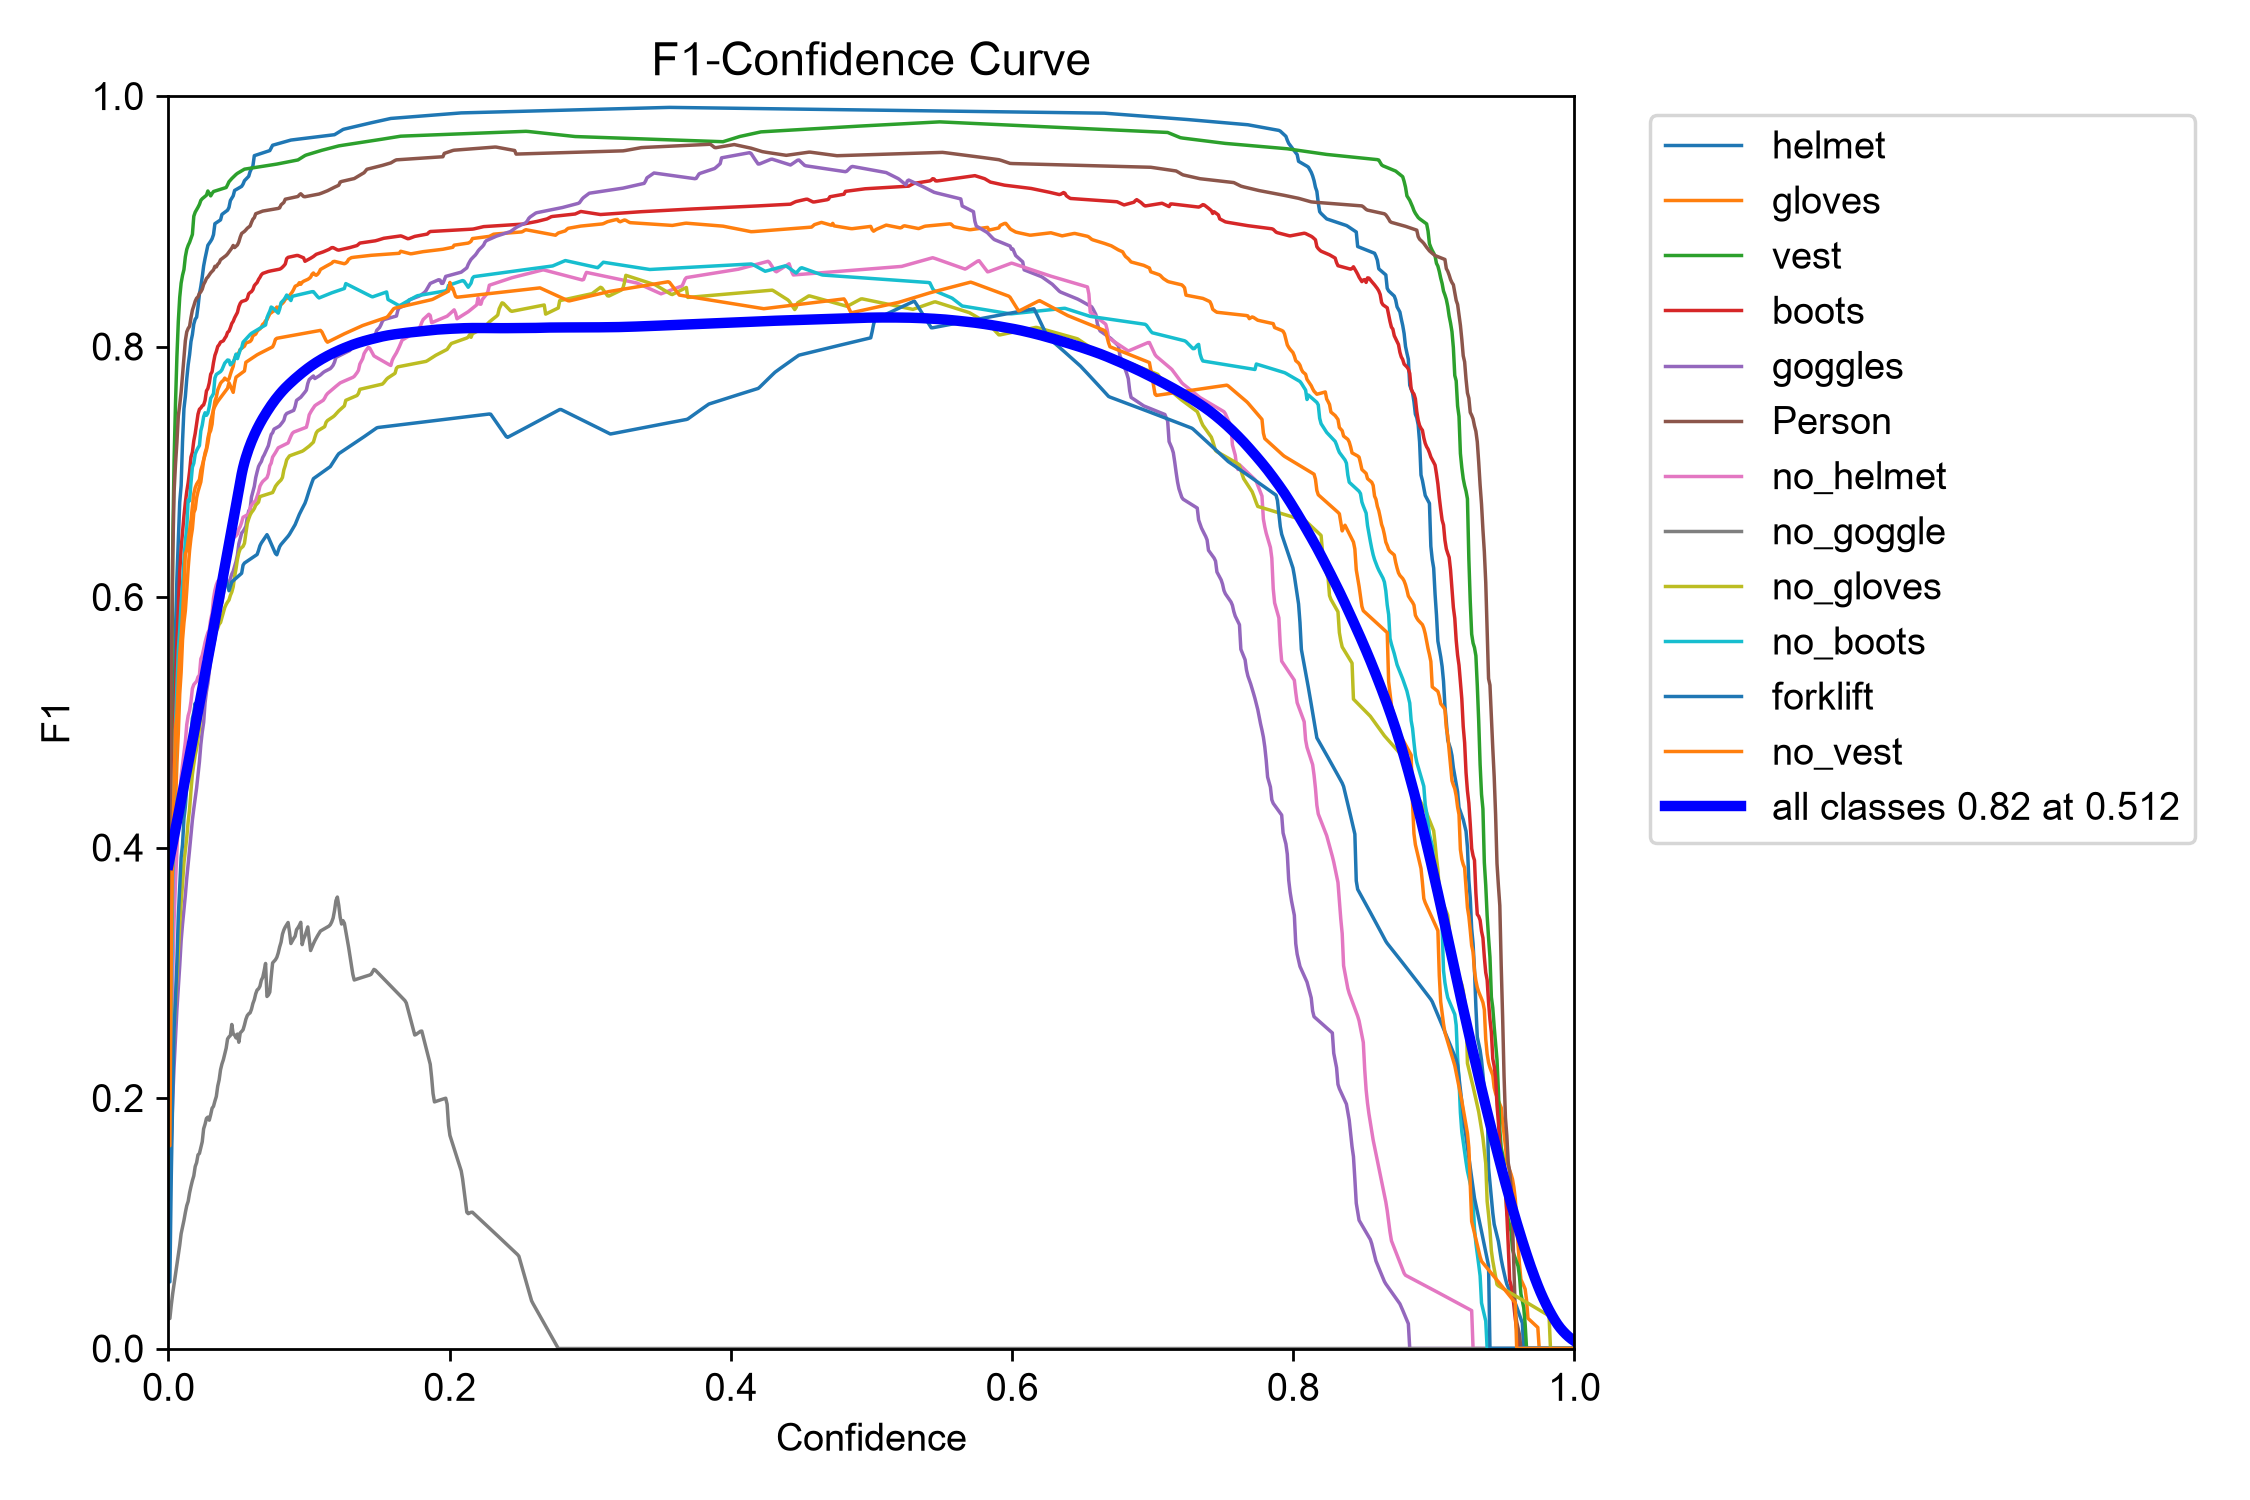 F1-Confidence Curve
1.0
0.8
0.6
0.4
0.2
0.0
F1
0.0 0.2 0.4 0.6 0.8 1.0
Confidence
helmet
gloves
vest
boots
goggles
Person
no_helmet
no_goggle
no_gloves
no_boots
forklift
no_vest
all classes 0.82 at 0.512